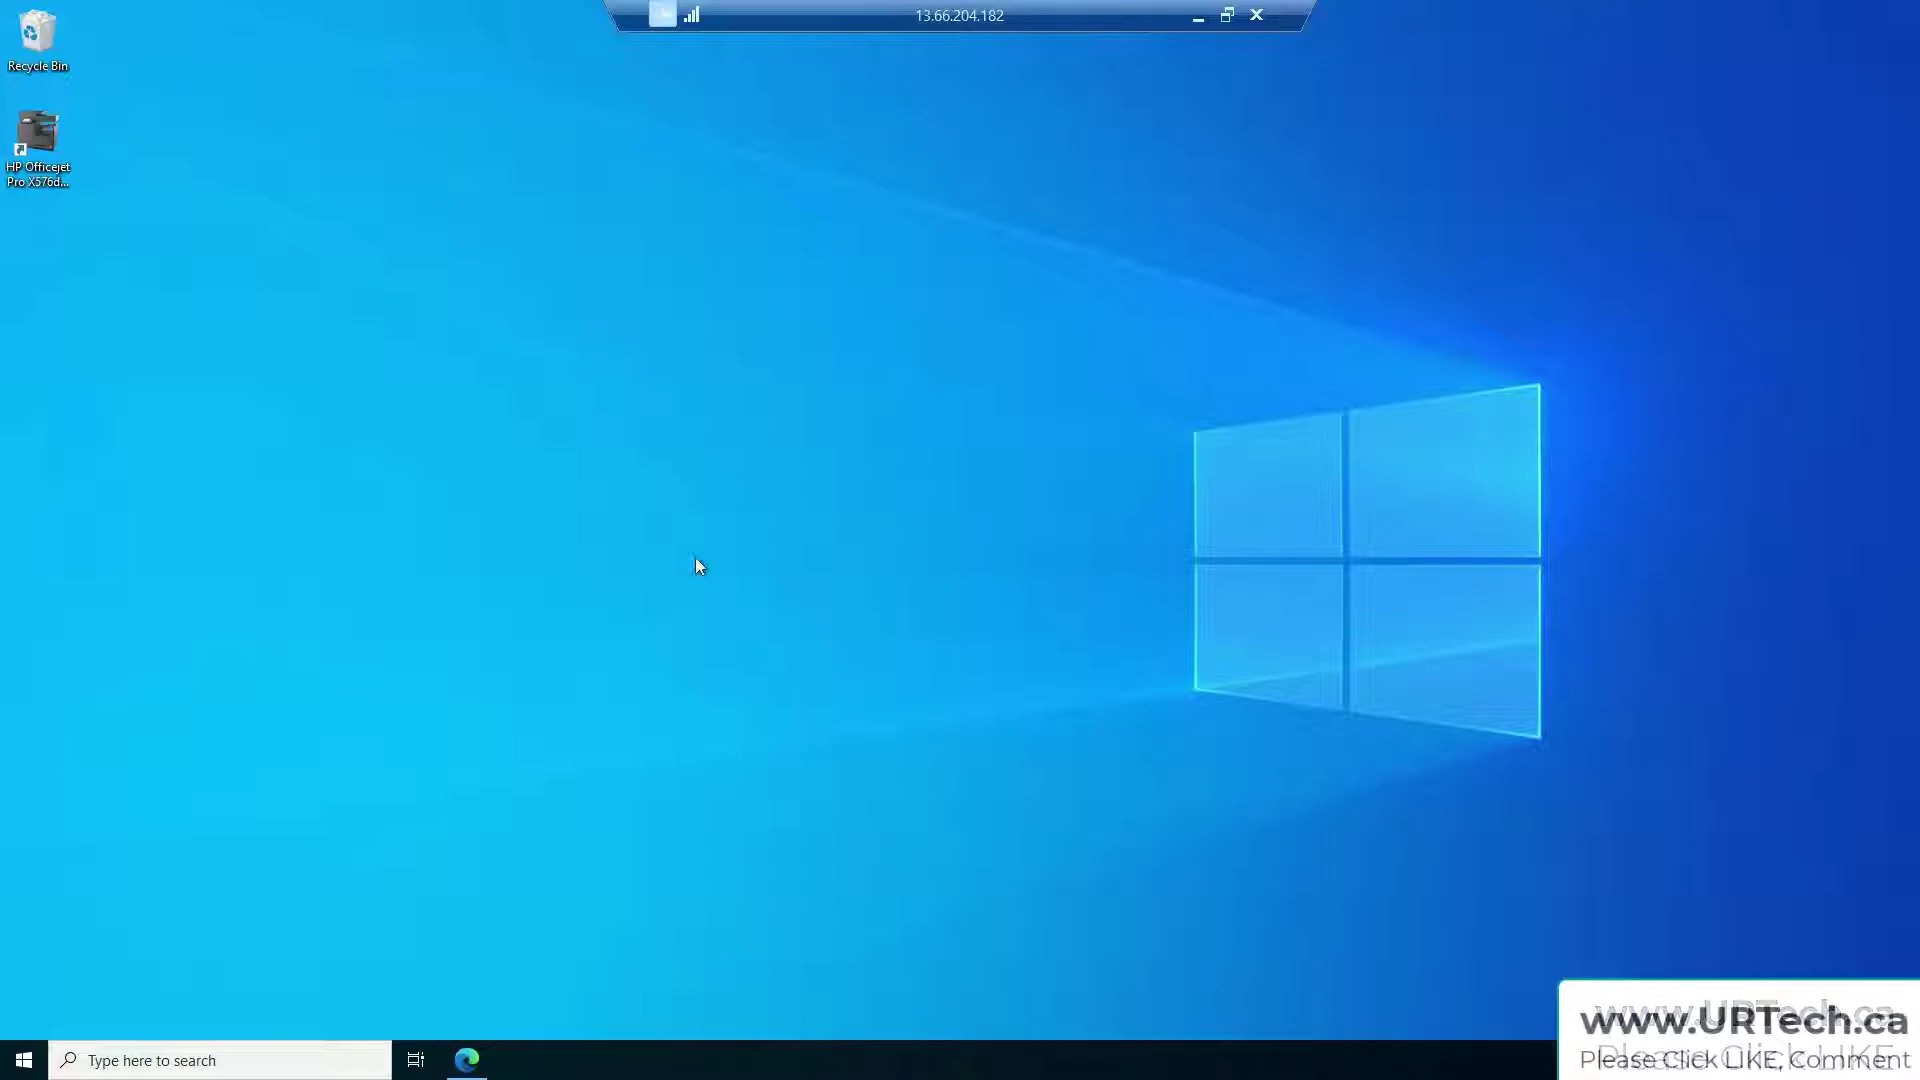 13.66.204.182
Recycle Bin
HP Officejet
Pro X576d...
Type here to search
www.URTech.ca
Please Click LIKE, Comment